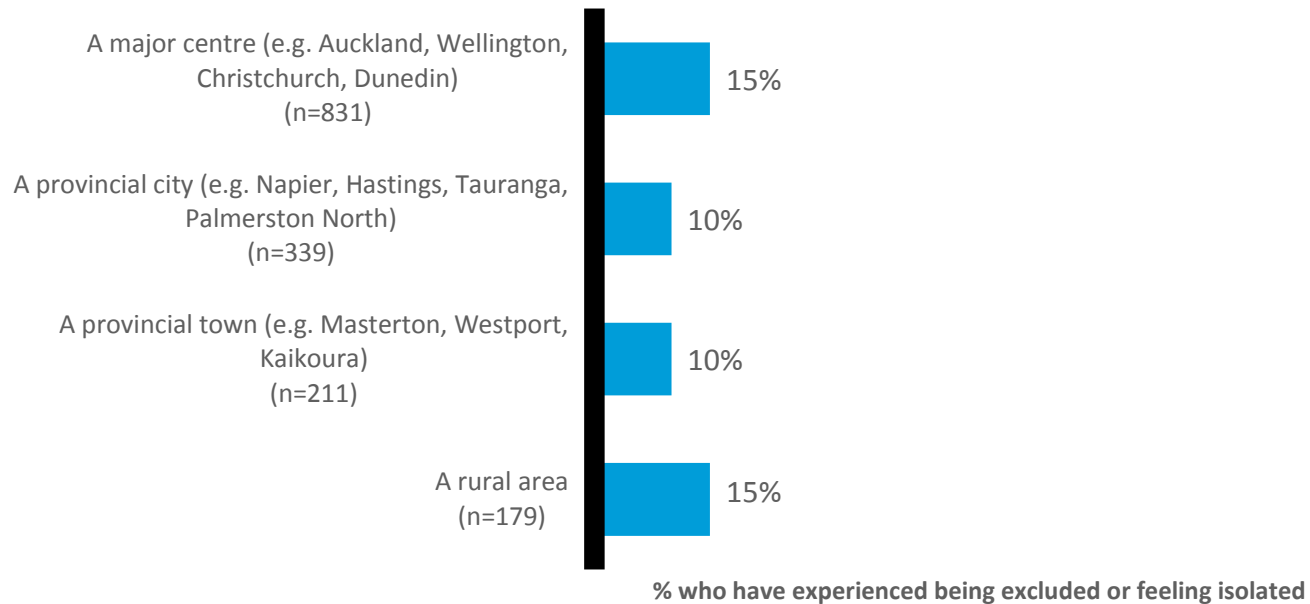 A major centre (e.g. Auckland, Wellington,
Christchurch, Dunedin)
(n=831)
15%
A provincial city (e.g. Napier, Hastings, Tauranga,
Palmerston North)
(n=339)
10%
A provincial town (e.g. Masterton, Westport,
Kaikoura)
(n=211)
10%
A rural area
(n=179)
15%
% who have experienced being excluded or feeling isolated